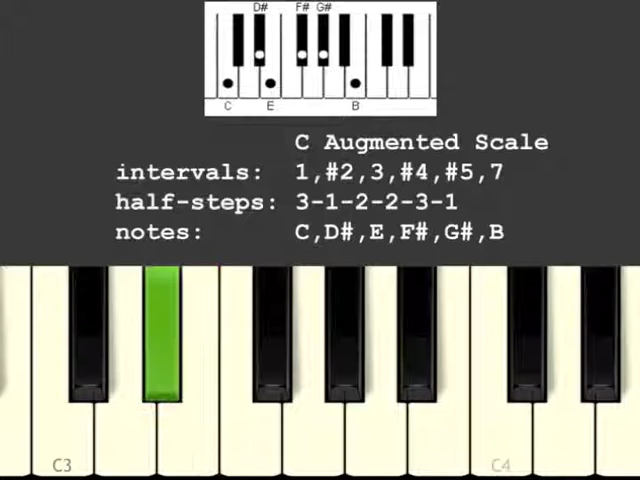 D# F# G#
C E B
C Augmented Scale
intervals: 1,#2,3,#4,#5,7
half-steps: 3-1-2-2-3-1
notes: C,D#,E,F#,G#,B
C3 C4